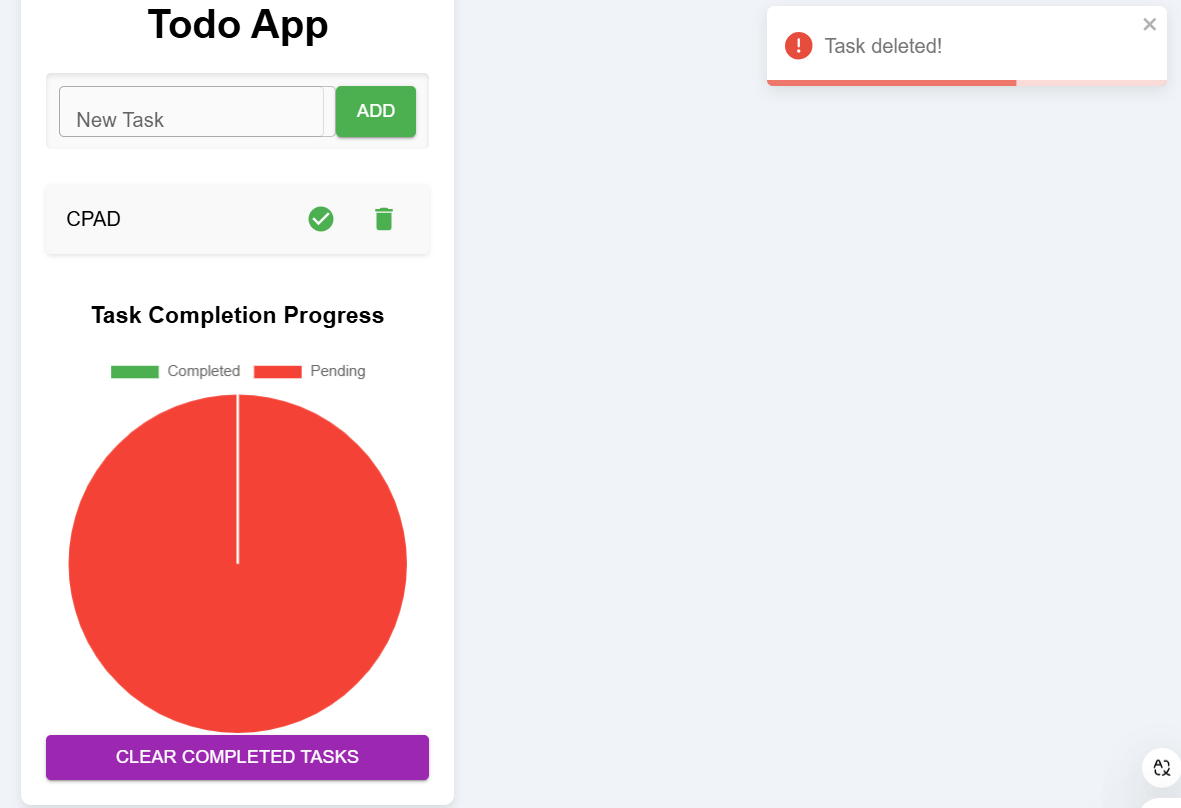 Todo App
Task deleted!
New Task
ADD
CPAD
Task Completion Progress
Completed
Pending
CLEAR COMPLETED TASKS